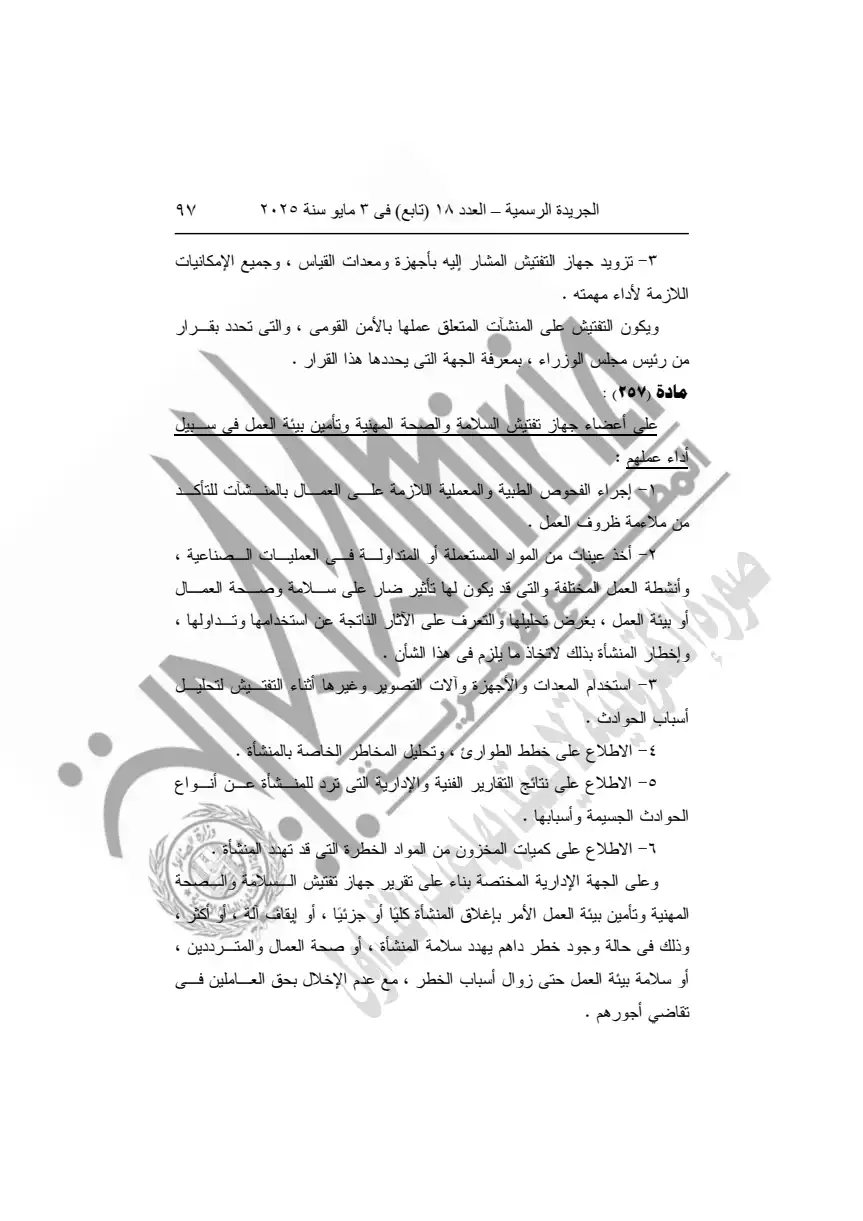 الجريدة الرسمية – العدد ١٨ (تابع) فى ٣ مايو سنة ٢٠٢٥ ٩٧
٣- تزويد جهاز التفتيش المشار إليه بأجهزة ومعدات القياس ، وجميع الإمكانيات
اللازمة لأداء مهمته .
ويكون التفتيش على المنشآت المتعلق عملها بالأمن القومى ، والتى تحدد بقرار
من رئيس مجلس الوزراء ، بمعرفة الجهة التى يحددها هذا القرار .
مادة (٢٥٧) :
على أعضاء جهاز تفتيش السلامة والصحة المهنية وتأمين بيئة العمل فى سبيل
أداء عملهم :
١- إجراء الفحوص الطبية والمعملية اللازمة على العمال بالمنشآت للتأكد
من ملاءمة ظروف العمل .
٢- أخذ عينات من المواد المستعملة أو المتداولة فى العمليات الصناعية ،
وأنشطة العمل المختلفة والتى قد يكون لها تأثير ضار على سلامة وصحة العمال
أو بيئة العمل ، بغرض تحليلها والتعرف على الآثار الناتجة عن استخدامها وتداولها ،
وإخطار المنشأة بذلك لاتخاذ ما يلزم فى هذا الشأن .
٣- استخدام المعدات والأجهزة وآلات التصوير وغيرها أثناء التفتيش لتحليل
أسباب الحوادث .
٤- الاطلاع على خطط الطوارئ ، وتحليل المخاطر الخاصة بالمنشأة .
٥- الاطلاع على نتائج التقارير الفنية والإدارية التى ترد للمنشأة عن أنواع
الحوادث الجسيمة وأسبابها .
٦- الاطلاع على كميات المخزون من المواد الخطرة التى قد تهدد المنشأة .
وعلى الجهة الإدارية المختصة بناء على تقرير جهاز تفتيش السلامة والصحة
المهنية وتأمين بيئة العمل الأمر بإغلاق المنشأة كليًا أو جزئيًا ، أو إيقاف آلة ، أو أكثر ،
وذلك فى حالة وجود خطر داهم يهدد سلامة المنشأة ، أو صحة العمال والمترددين ،
أو سلامة بيئة العمل حتى زوال أسباب الخطر ، مع عدم الإخلال بحق العاملين فى
تقاضي أجورهم .
المطابع الأميرية
صورة إلكترونية لا يعتد بها عند التداول